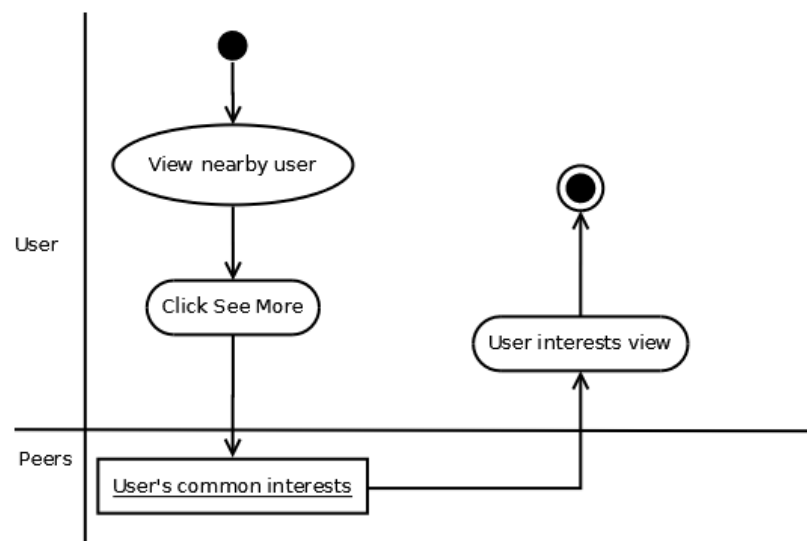 View nearby user
User
Click See More
User interests view
Peers
User's common interests